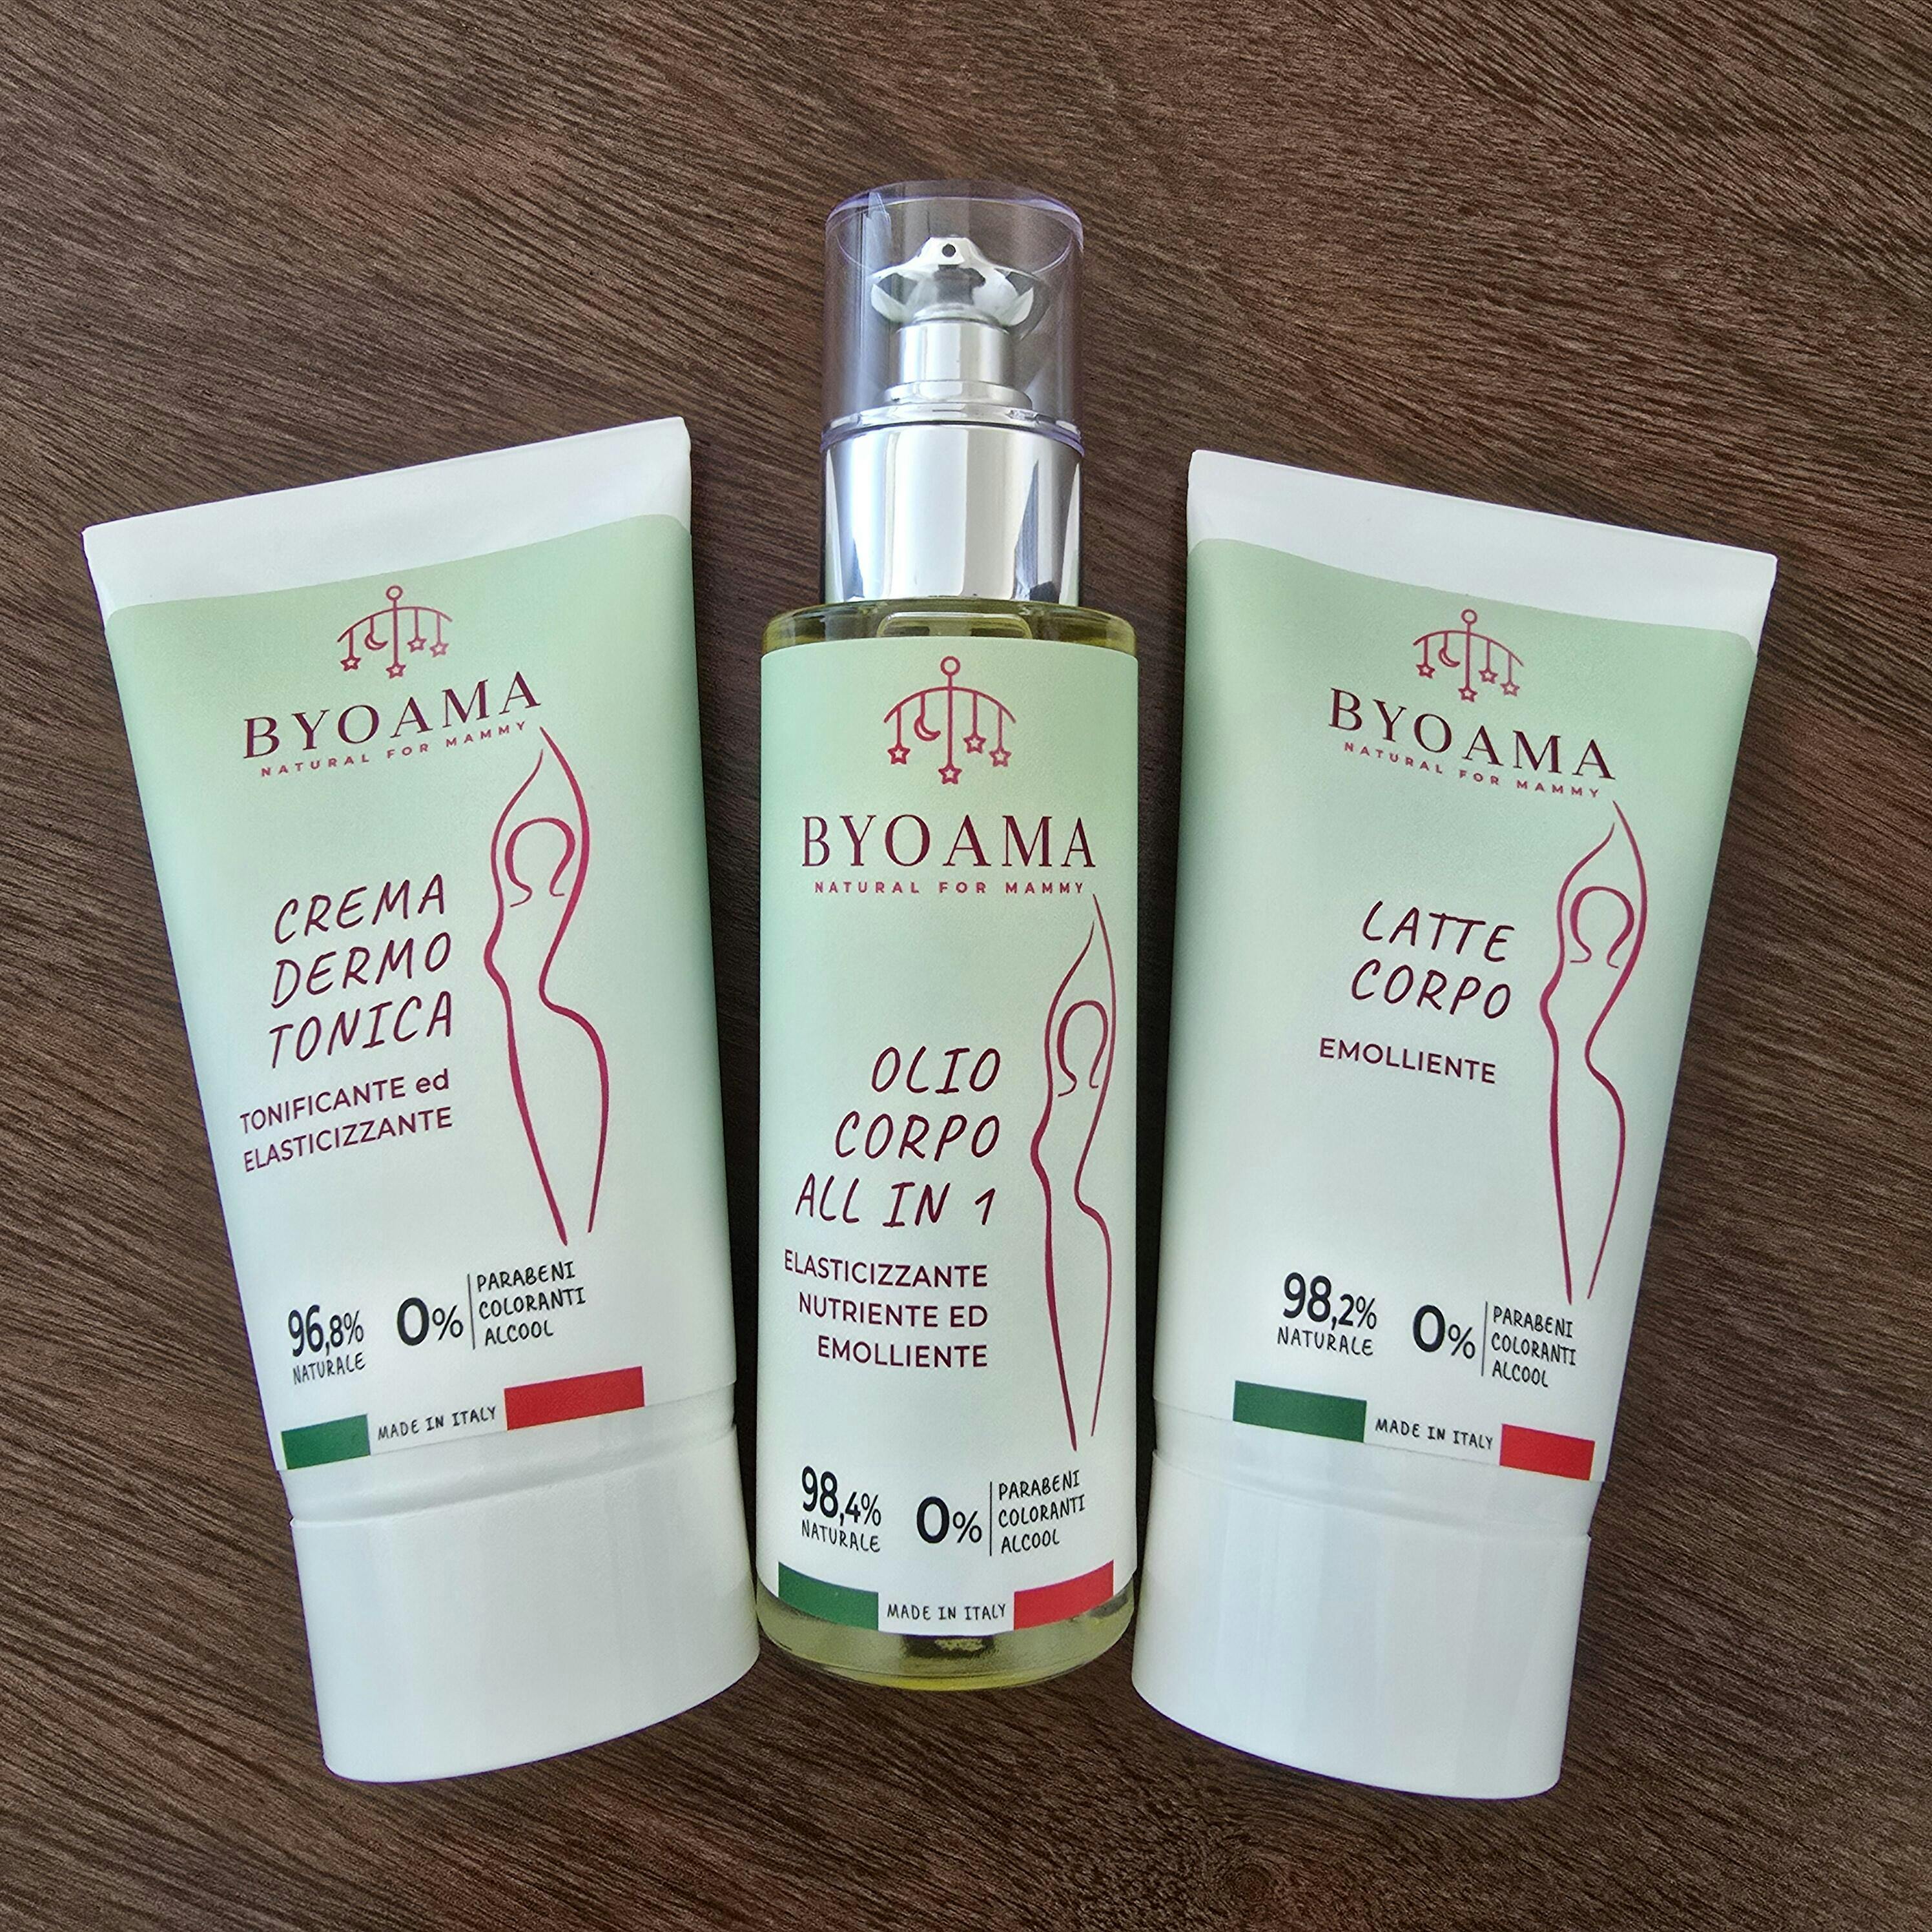 BYOAMA
NATURAL FOR MAMMY
CREMA
DERMO
TONICA
TONIFICANTE ed
ELASTICIZZANTE
96,8%
NATURALE
0%
PARABENI
COLORANTI
ALCOOL
MADE IN ITALY
BYOAMA
NATURAL FOR MAMMY
OLIO
CORPO
ALL IN 1
ELASTICIZZANTE
NUTRIENTE ED
EMOLLIENTE
98,4%
NATURALE
0%
PARABENI
COLORANTI
ALCOOL
MADE IN ITALY
BYOAMA
NATURAL FOR MAMMY
LATTE
CORPO
EMOLLIENTE
98,2%
NATURALE
0%
PARABENI
COLORANTI
ALCOOL
MADE IN ITALY